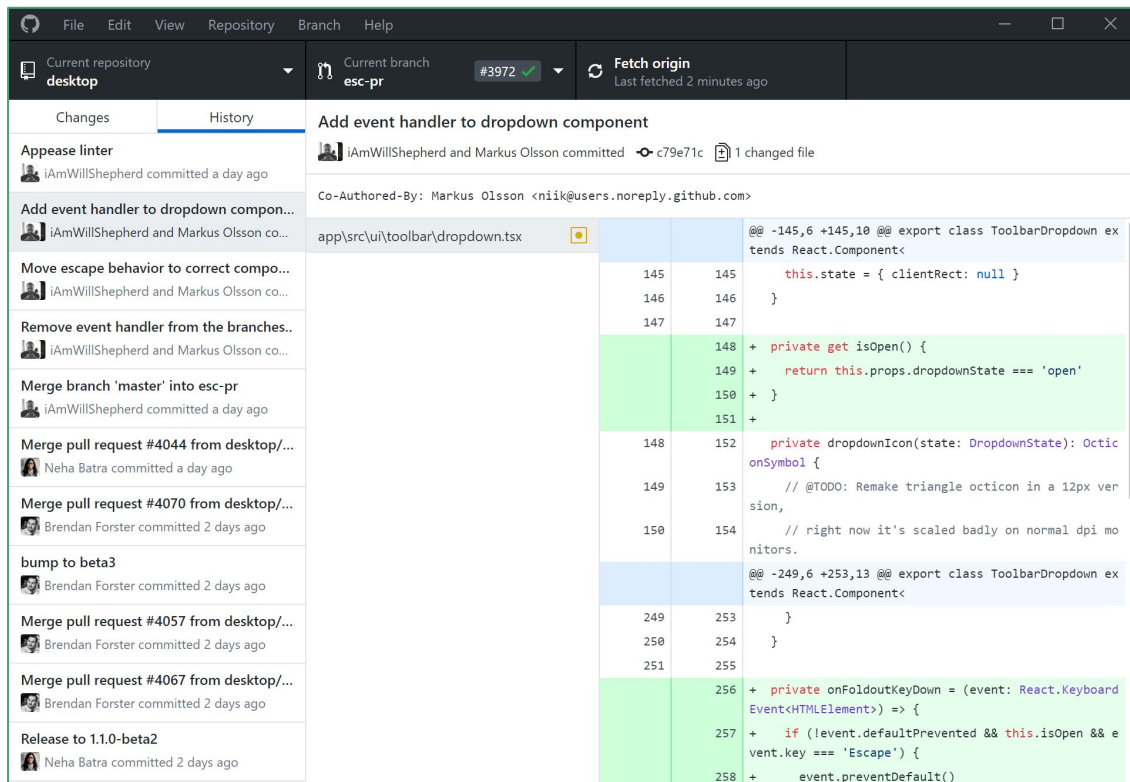 File Edit View Repository Branch Help
Current repository
desktop
Current branch
esc-pr
#3972
Fetch origin
Last fetched 2 minutes ago
Changes
History
Appease linter
iAmWillShepherd committed a day ago
Add event handler to dropdown compon...
iAmWillShepherd and Markus Olsson co...
Move escape behavior to correct compo...
iAmWillShepherd and Markus Olsson co...
Remove event handler from the branches..
iAmWillShepherd and Markus Olsson co...
Merge branch 'master' into esc-pr
iAmWillShepherd committed a day ago
Merge pull request #4044 from desktop/...
Neha Batra committed a day ago
Merge pull request #4070 from desktop/...
Brendan Forster committed 2 days ago
bump to beta3
Brendan Forster committed 2 days ago
Merge pull request #4057 from desktop/...
Brendan Forster committed 2 days ago
Merge pull request #4067 from desktop/...
Brendan Forster committed 2 days ago
Release to 1.1.0-beta2
Neha Batra committed 2 days ago
Add event handler to dropdown component
iAmWillShepherd and Markus Olsson committed c79e71c 1 changed file
Co-Authored-By: Markus Olsson <niik@users.noreply.github.com>
app\src\ui\toolbar\dropdown.tsx
@@ -145,6 +145,10 @@ export class ToolbarDropdown ex
tends React.Component<
145 145 this.state = { clientRect: null }
146 146 }
147 147
148 + private get isOpen() {
149 + return this.props.dropdownState === 'open'
150 + }
151 +
148 152 private dropdownIcon(state: DropdownState): Octic
onSymbol {
149 153 // @TODO: Remake triangle octicon in a 12px ver
sion,
150 154 // right now it's scaled badly on normal dpi mo
nitors.
@@ -249,6 +253,13 @@ export class ToolbarDropdown ex
tends React.Component<
249 253 }
250 254 }
251 255
256 + private onFoldoutKeyDown = (event: React.Keyboard
Event<HTMLElement>) => {
257 + if (!event.defaultPrevented && this.isOpen && e
vent.key === 'Escape') {
258 + event.preventDefault()